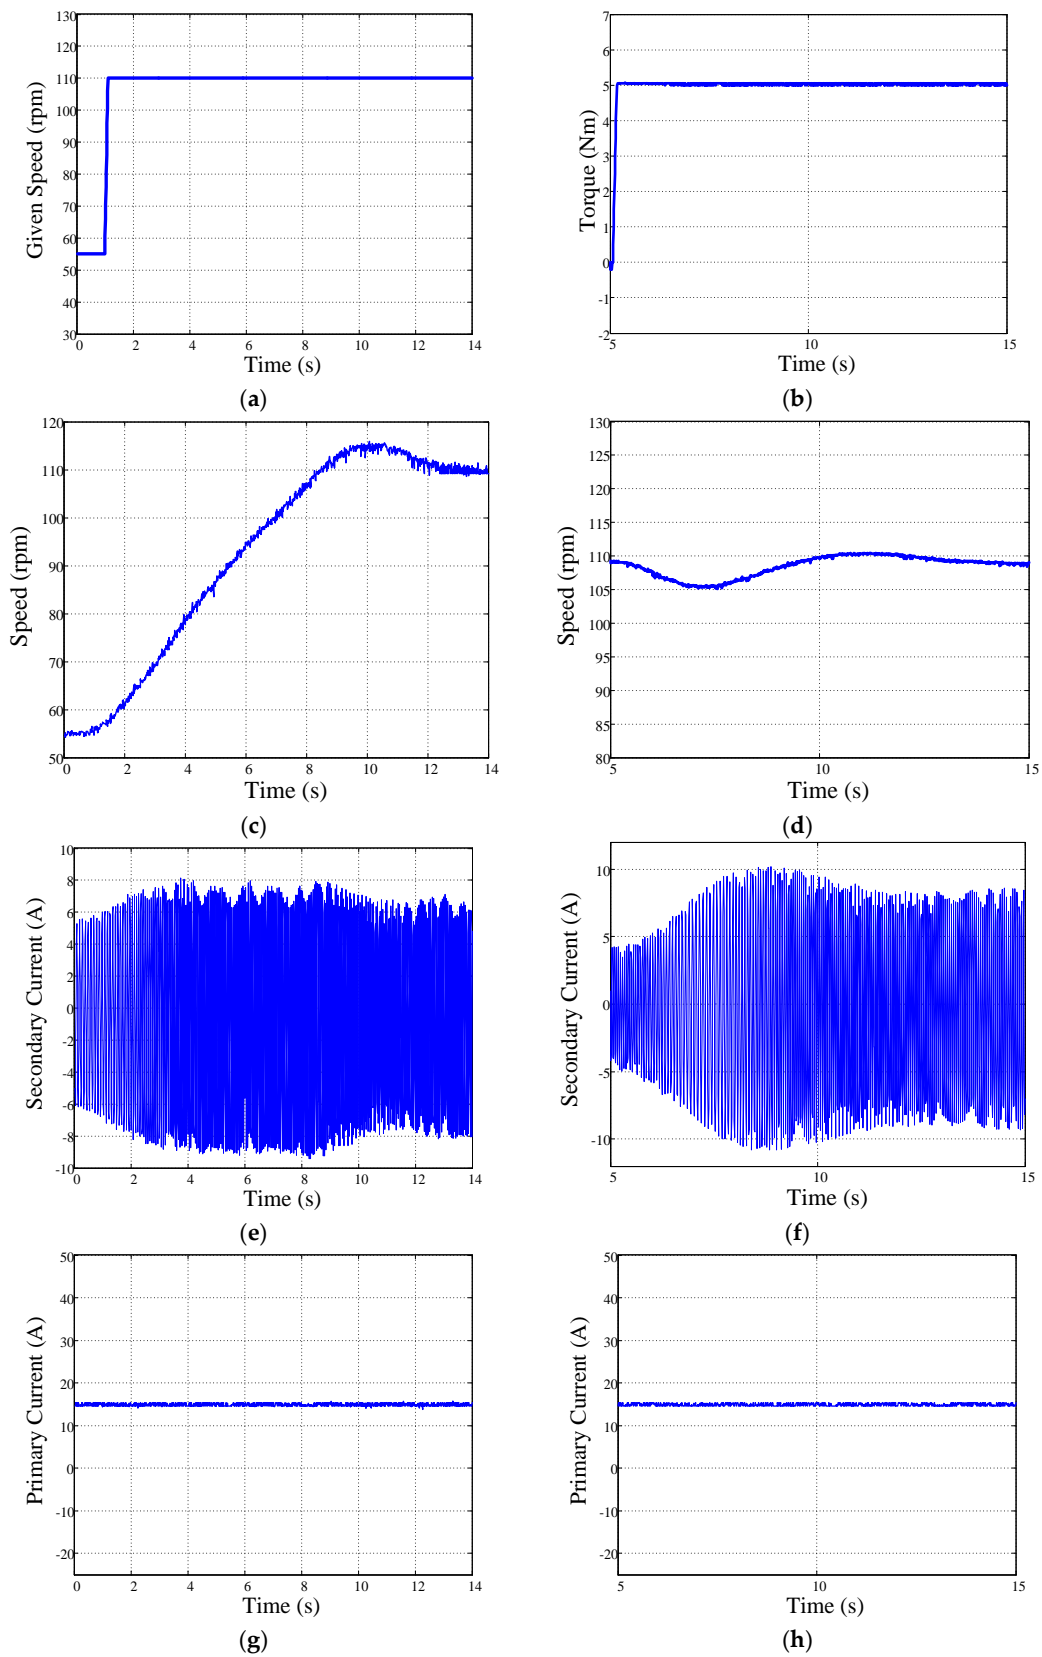 130
120
110
100
90
80
70
60
50
40
30
0 2 4 6 8 10 12 14
Given Speed (rpm)
Time (s)
(a)
7
6
5
4
3
2
1
0
-1
-2
5 10 15
Torque (Nm)
Time (s)
(b)
120
110
100
90
80
70
60
50
0 2 4 6 8 10 12 14
Speed (rpm)
Time (s)
(c)
130
125
120
115
110
105
100
95
90
85
80
5 10 15
Speed (rpm)
Time (s)
(d)
10
8
6
4
2
0
-2
-4
-6
-8
-10
0 2 4 6 8 10 12 14
Secondary Current (A)
Time (s)
(e)
10
5
0
-5
-10
5 10 15
Secondary Current (A)
Time (s)
(f)
50
40
30
20
10
0
-10
-20
0 2 4 6 8 10 12 14
Primary Current (A)
Time (s)
(g)
50
40
30
20
10
0
-10
-20
5 10 15
Primary Current (A)
Time (s)
(h)